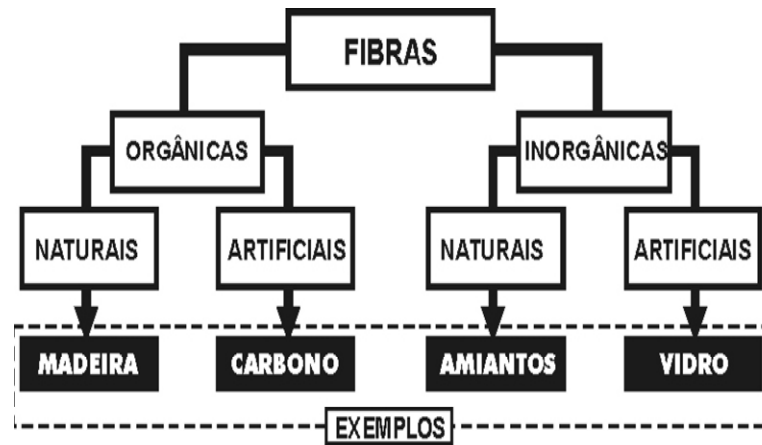 FIBRAS
ORGÂNICAS
INORGÂNICAS
NATURAIS
ARTIFICIAIS
NATURAIS
ARTIFICIAIS
MADEIRA
CARBONO
AMIANTOS
VIDRO
EXEMPLOS